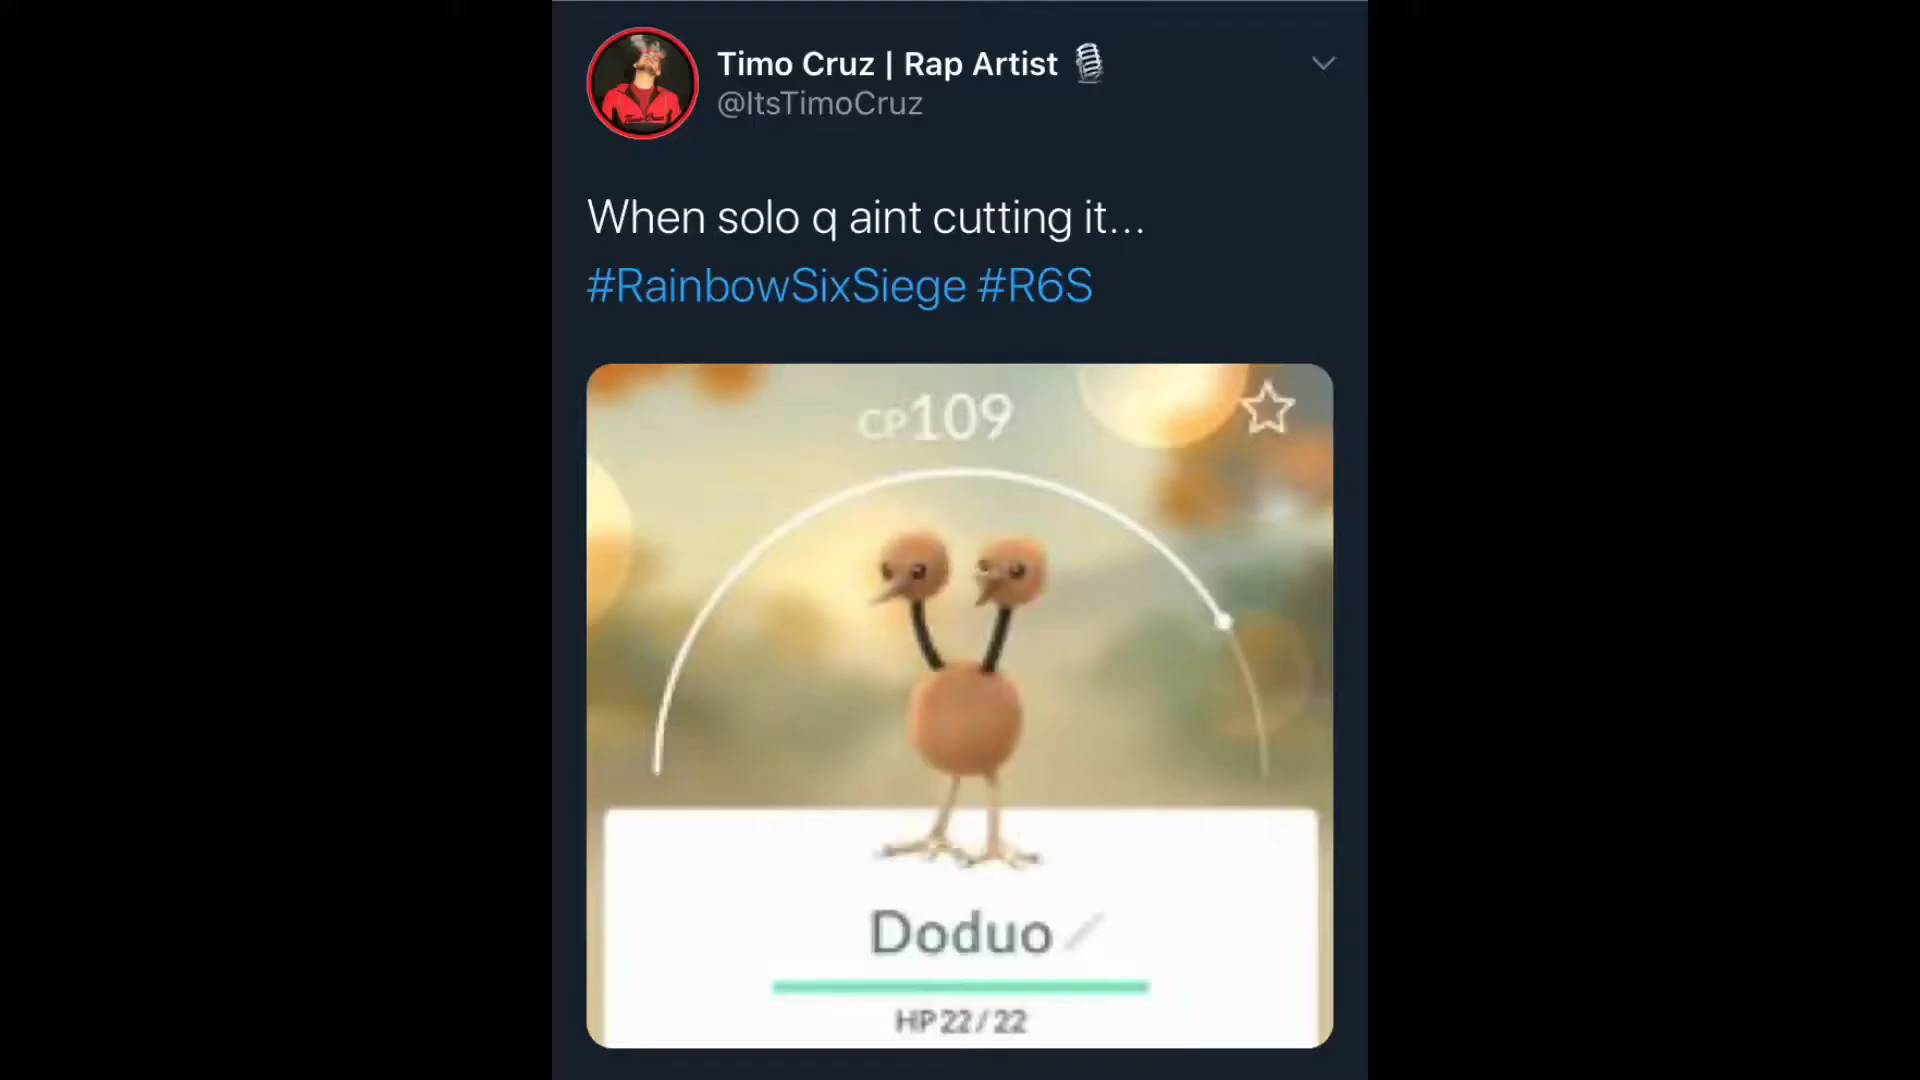 Timo Cruz | Rap Artist 🎙
@ItsTimoCruz
When solo q aint cutting it...
#RainbowSixSiege #R6S
CP109
Doduo
HP 22 / 22